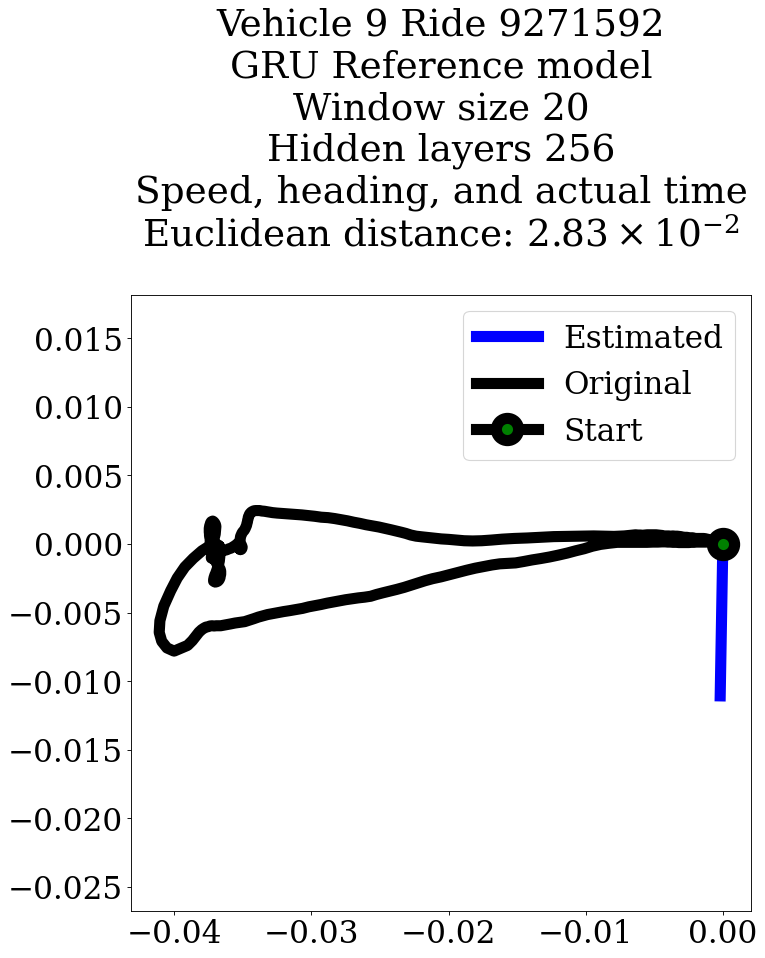 Vehicle 9 Ride 9271592
GRU Reference model
Window size 20
Hidden layers 256
Speed, heading, and actual time
Euclidean distance: 2.83 × 10⁻²
Estimated
Original
Start
0.015
0.010
0.005
0.000
−0.005
−0.010
−0.015
−0.020
−0.025
−0.04 −0.03 −0.02 −0.01 0.00